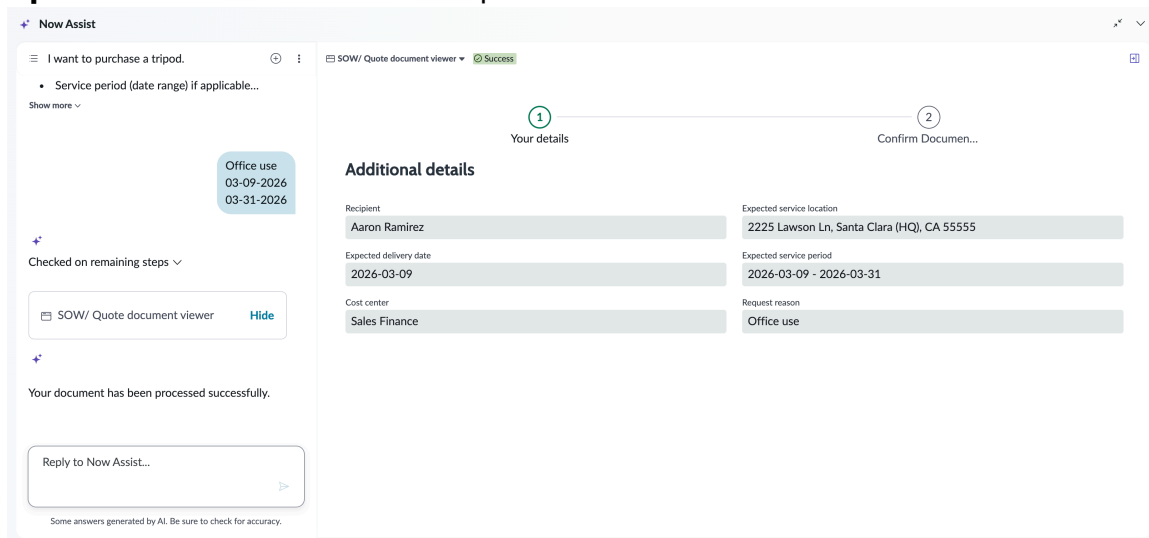 Now Assist
I want to purchase a tripod.
• Service period (date range) if applicable...
Show more
Office use
03-09-2026
03-31-2026
Checked on remaining steps
SOW/ Quote document viewer Hide
Your document has been processed successfully.
Reply to Now Assist...
Some answers generated by AI. Be sure to check for accuracy.
SOW/ Quote document viewer Success
1 2
Your details Confirm Documen...
Additional details
Recipient Expected service location
Aaron Ramirez 2225 Lawson Ln, Santa Clara (HQ), CA 55555
Expected delivery date Expected service period
2026-03-09 2026-03-09 - 2026-03-31
Cost center Request reason
Sales Finance Office use